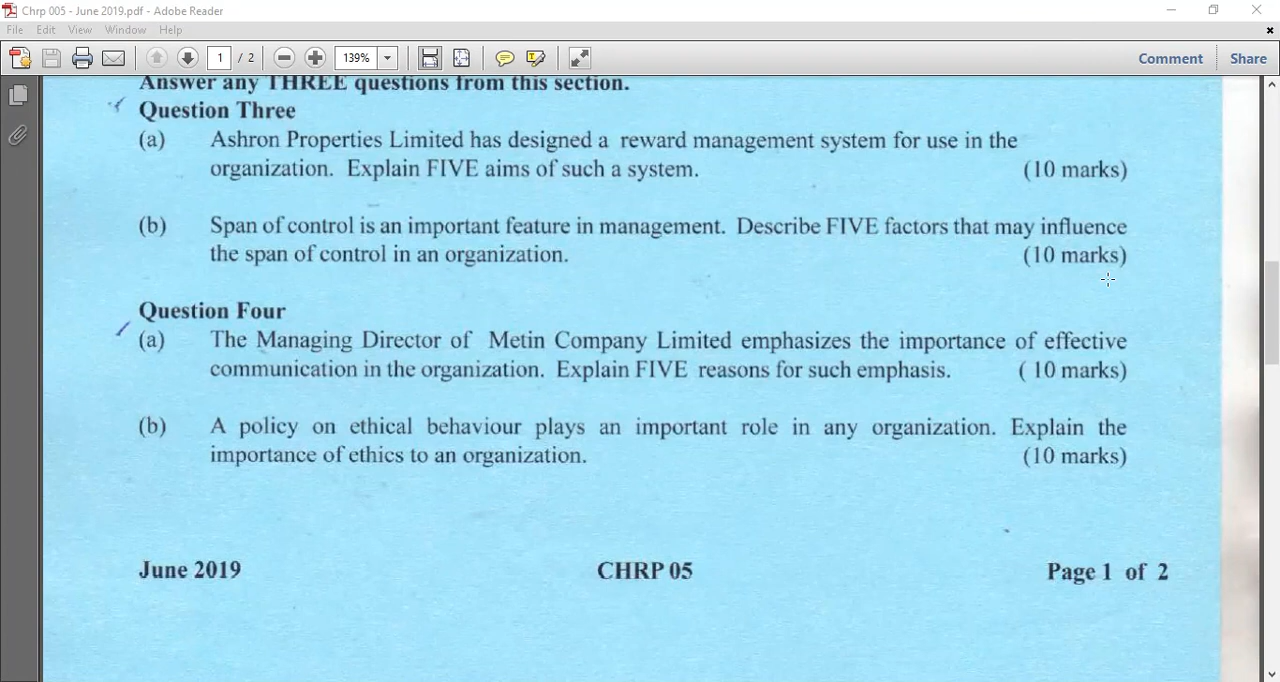 Chrp 005 - June 2019.pdf - Adobe Reader
File Edit View Window Help
1 / 2 139% Comment Share
Answer any THREE questions from this section.
Question Three
(a) Ashron Properties Limited has designed a reward management system for use in the
organization. Explain FIVE aims of such a system. (10 marks)
(b) Span of control is an important feature in management. Describe FIVE factors that may influence
the span of control in an organization. (10 marks)
Question Four
(a) The Managing Director of Metin Company Limited emphasizes the importance of effective
communication in the organization. Explain FIVE reasons for such emphasis. ( 10 marks)
(b) A policy on ethical behaviour plays an important role in any organization. Explain the
importance of ethics to an organization. (10 marks)
June 2019 CHRP 05 Page 1 of 2